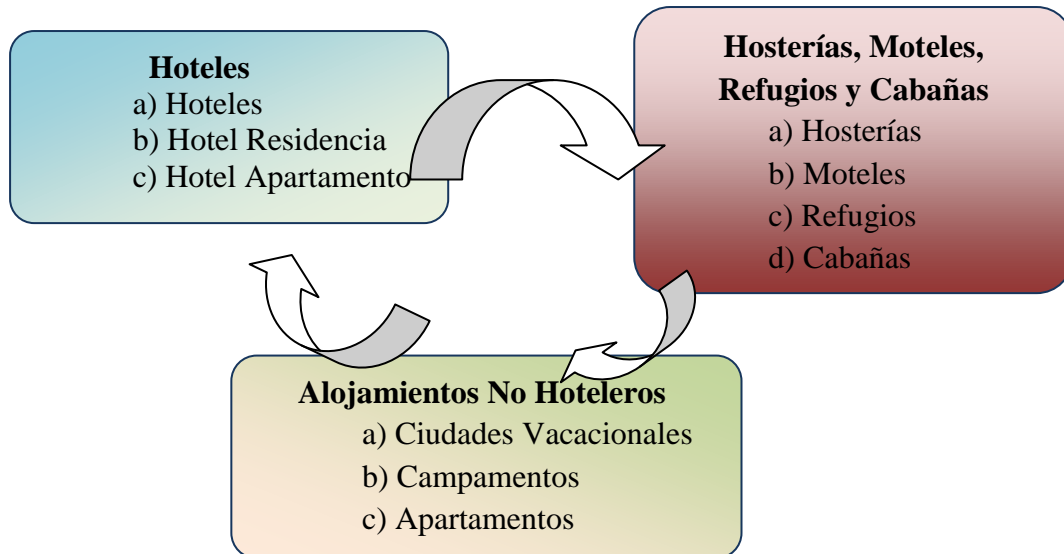 Hoteles
a) Hoteles
b) Hotel Residencia
c) Hotel Apartamento
Hosterías, Moteles,
Refugios y Cabañas
a) Hosterías
b) Moteles
c) Refugios
d) Cabañas
Alojamientos No Hoteleros
a) Ciudades Vacacionales
b) Campamentos
c) Apartamentos